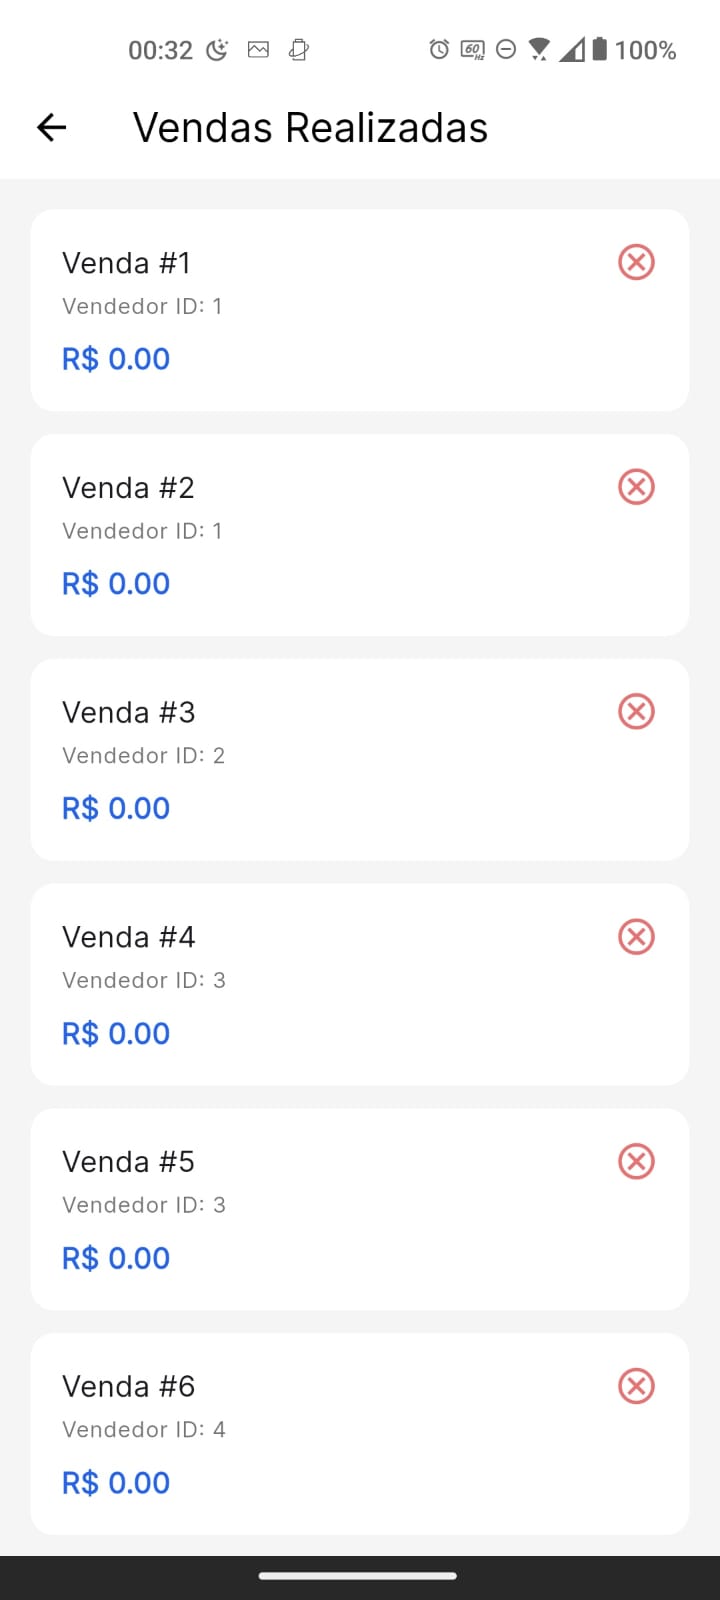 00:32
60Hz
100%
Vendas Realizadas
Venda #1
Vendedor ID: 1
R$ 0.00
Venda #2
Vendedor ID: 1
R$ 0.00
Venda #3
Vendedor ID: 2
R$ 0.00
Venda #4
Vendedor ID: 3
R$ 0.00
Venda #5
Vendedor ID: 3
R$ 0.00
Venda #6
Vendedor ID: 4
R$ 0.00